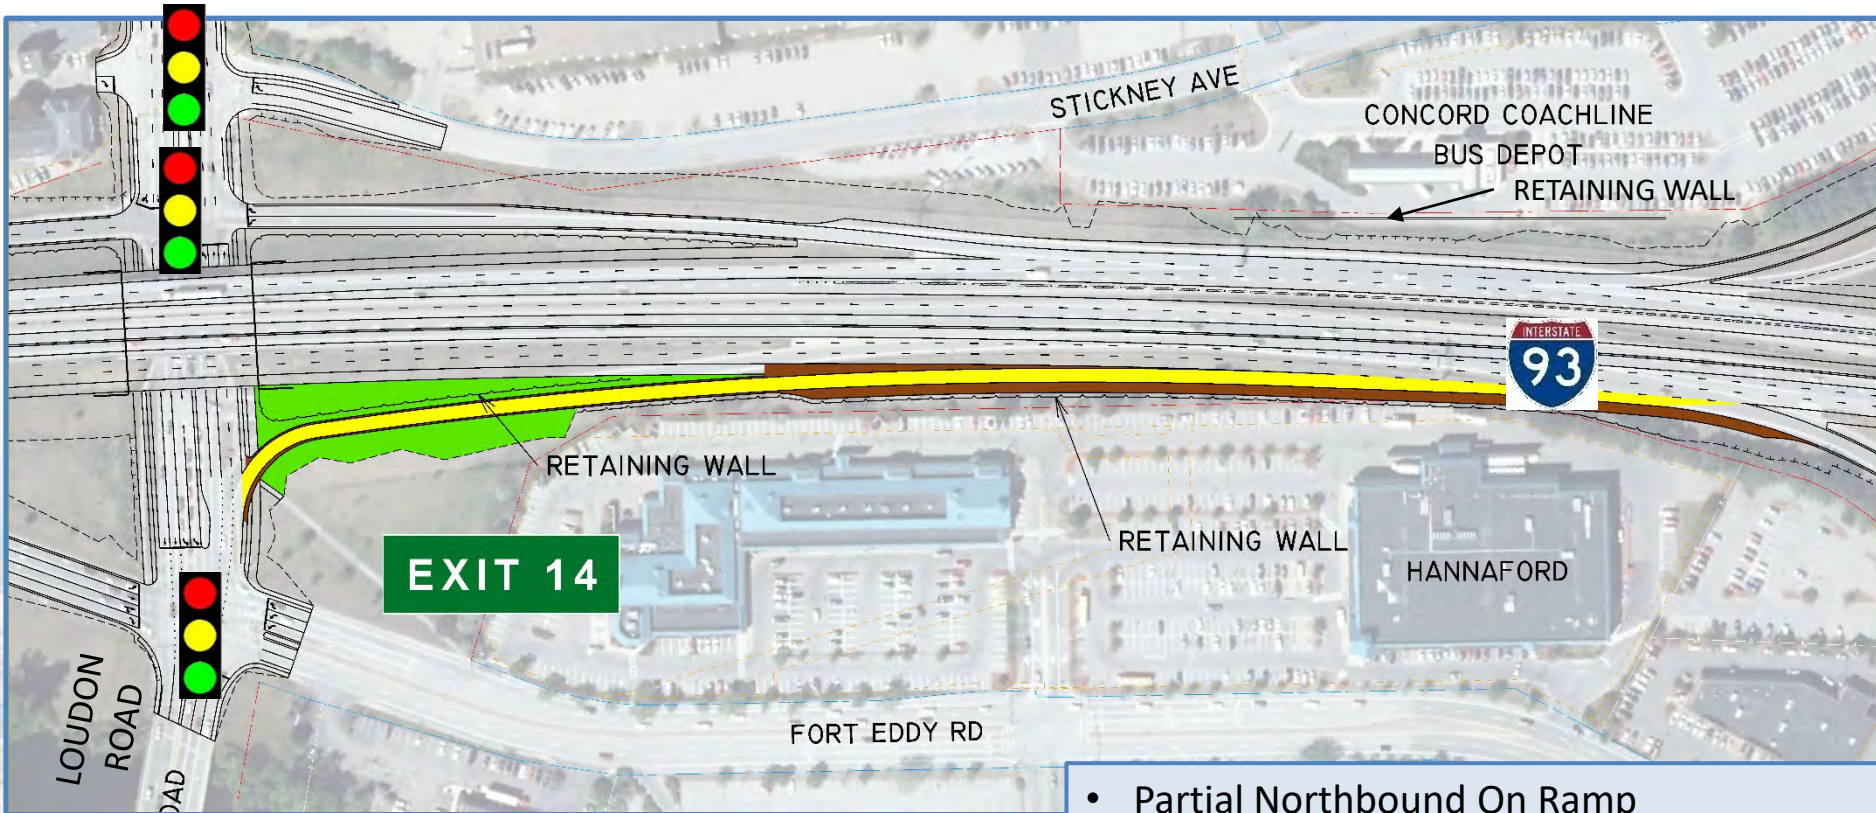 STICKNEY AVE
CONCORD COACHLINE
BUS DEPOT
RETAINING WALL
INTERSTATE
93
RETAINING WALL
EXIT 14
RETAINING WALL
HANNAFORD
LOUDON
ROAD
FORT EDDY RD
• Partial Northbound On Ramp